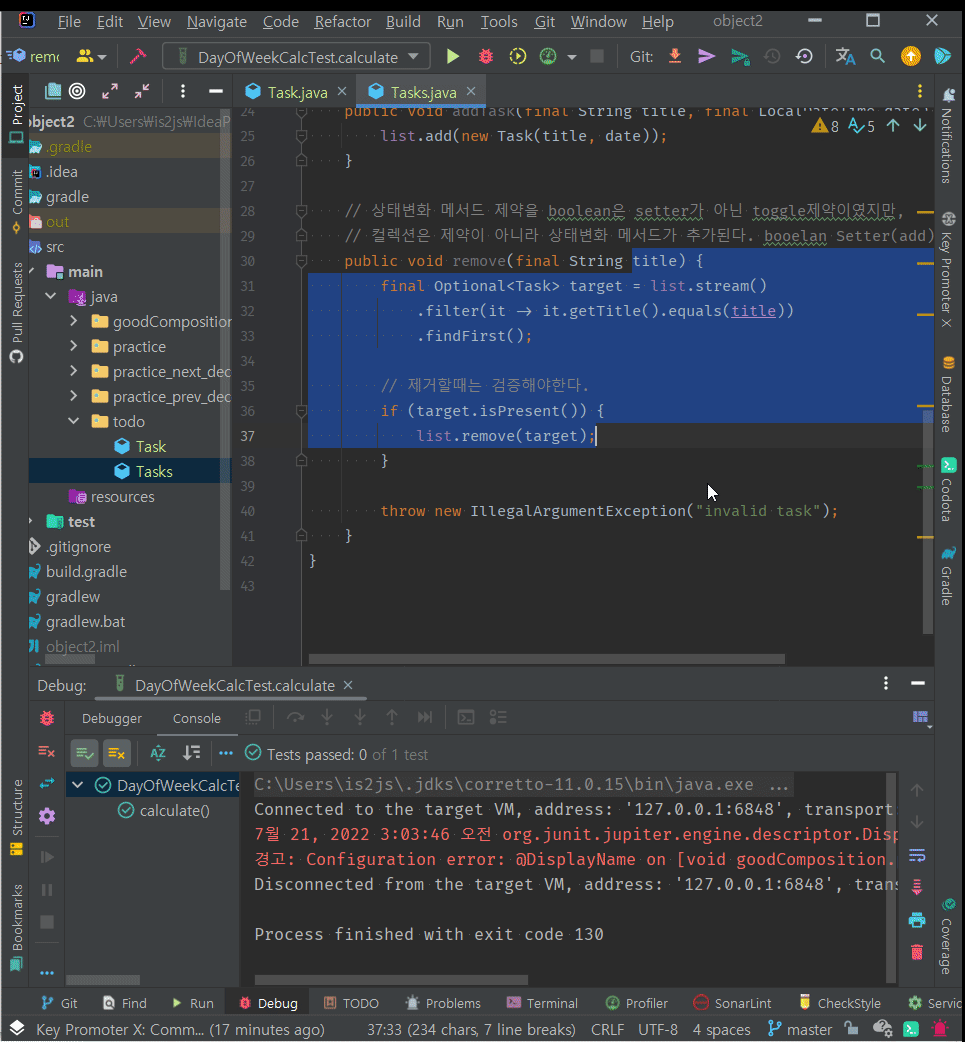 File Edit View Navigate Code Refactor Build Run Tools Git Window Help object2
DayOfWeekCalcTest.calculate Git:
Project
Commit
Pull Requests
Structure
Bookmarks
object2 C:\Users\is2js\IdeaP
.gradle
.idea
gradle
out
src
main
java
goodComposition
practice
practice_next_dec
practice_prev_dec
todo
Task
Tasks
resources
test
.gitignore
build.gradle
gradlew
gradlew.bat
object2.iml
Task.java Tasks.java
8 5
24 public void addTask(final String title, final LocalDateTime date)
25 list.add(new Task(title, date));
26 }
27
28 // 상태변화 메서드 제약을 boolean은 setter가 아닌 toggle제약이였지만,
29 // 컬렉션은 제약이 아니라 상태변화 메서드가 추가된다. booelan Setter(add)
30 public void remove(final String title) {
31 final Optional<Task> target = list.stream()
32 .filter(it -> it.getTitle().equals(title))
33 .findFirst();
34
35 // 제거할때는 검증해야한다.
36 if (target.isPresent()) {
37 list.remove(target);
38 }
39
40 throw new IllegalArgumentException("invalid task");
41 }
42 }
43
Notifications
Key Promoter X
Database
Codota
Gradle
Coverage
Debug: DayOfWeekCalcTest.calculate
Debugger Console
Tests passed: 0 of 1 test
DayOfWeekCalcTe
calculate()
C:\Users\is2js\.jdks\corretto-11.0.15\bin\java.exe ...
Connected to the target VM, address: '127.0.0.1:6848', transport
7월 21, 2022 3:03:46 오전 org.junit.jupiter.engine.descriptor.Disp
경고: Configuration error: @DisplayName on [void goodComposition.
Disconnected from the target VM, address: '127.0.0.1:6848', trans
Process finished with exit code 130
Git Find Run Debug TODO Problems Terminal Profiler SonarLint CheckStyle Servic
Key Promoter X: Comm... (17 minutes ago) 37:33 (234 chars, 7 line breaks) CRLF UTF-8 4 spaces master